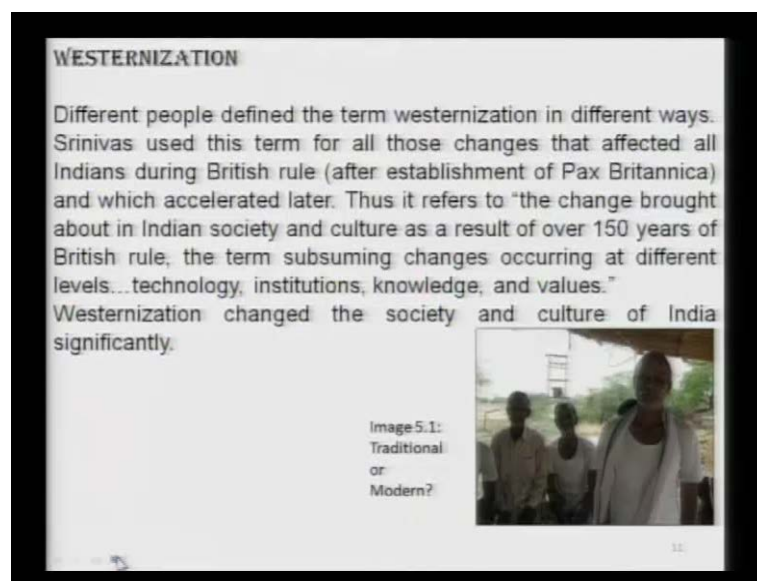 WESTERNIZATION
Different people defined the term westernization in different ways.
Srinivas used this term for all those changes that affected all
Indians during British rule (after establishment of Pax Britannica)
and which accelerated later. Thus it refers to “the change brought
about in Indian society and culture as a result of over 150 years of
British rule, the term subsuming changes occurring at different
levels...technology, institutions, knowledge, and values.”
Westernization changed the society and culture of India
significantly.
Image 5.1:
Traditional
or
Modern?